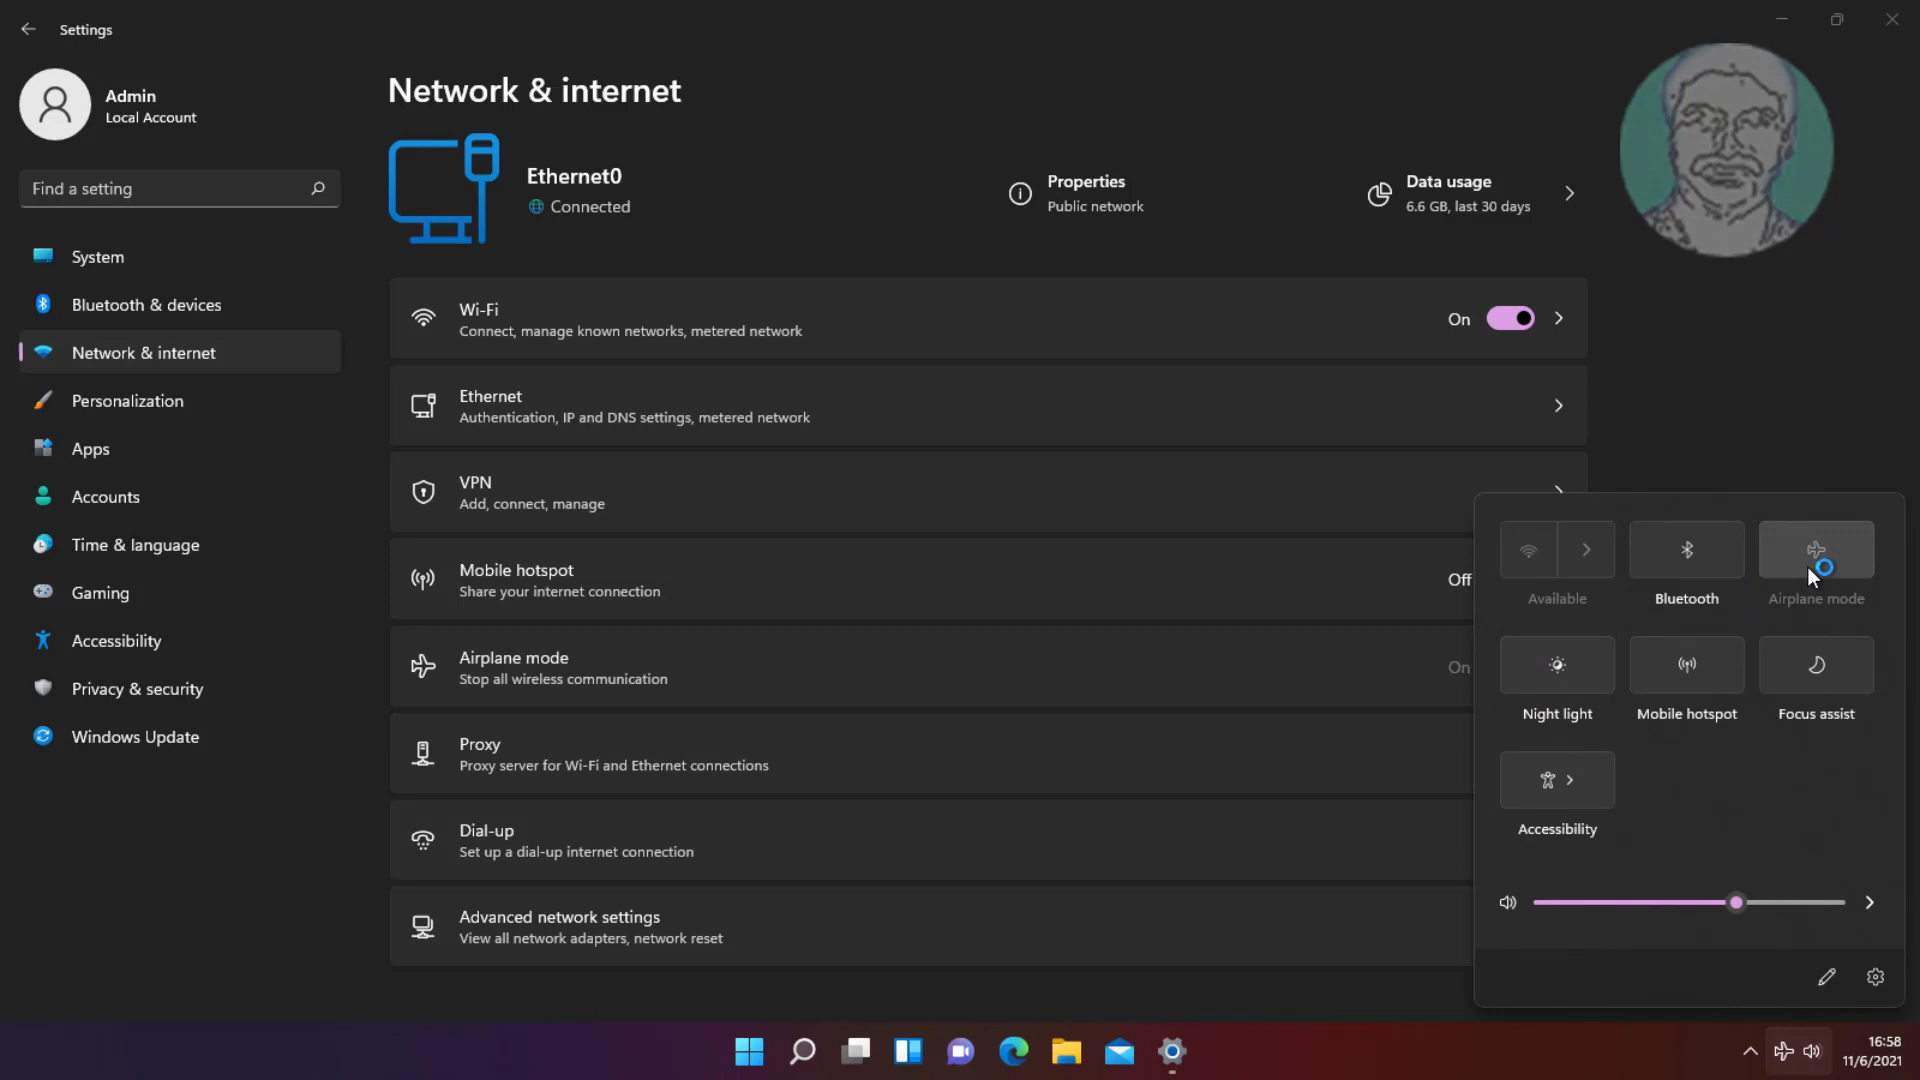 Settings
Admin
Local Account
Find a setting
System
Bluetooth & devices
Network & internet
Personalization
Apps
Accounts
Time & language
Gaming
Accessibility
Privacy & security
Windows Update
Network & internet
Ethernet0
Connected
Properties
Public network
Data usage
6.6 GB, last 30 days
Wi-Fi
Connect, manage known networks, metered network
On
Ethernet
Authentication, IP and DNS settings, metered network
VPN
Add, connect, manage
Mobile hotspot
Share your internet connection
Off
Airplane mode
Stop all wireless communication
On
Proxy
Proxy server for Wi-Fi and Ethernet connections
Dial-up
Set up a dial-up internet connection
Advanced network settings
View all network adapters, network reset
Available
Bluetooth
Airplane mode
Night light
Mobile hotspot
Focus assist
Accessibility
16:58
11/6/2021